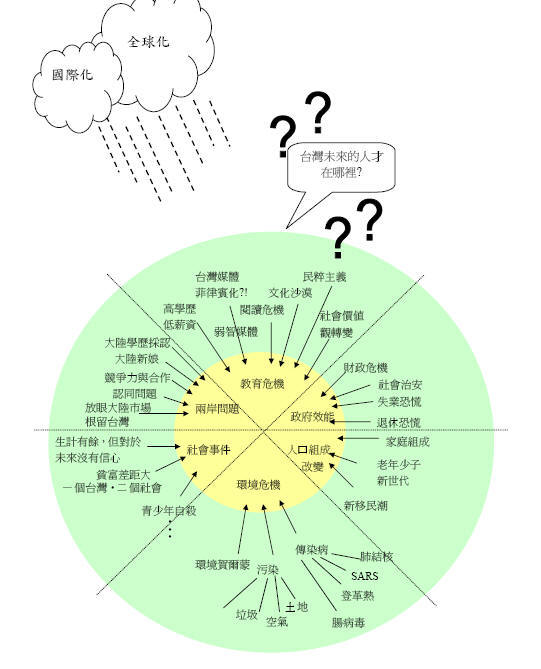 全球化
國際化
?
?
台灣未來的人才
在哪裡?
?
?
台灣媒體
菲律賓化?!
民粹主義
文化沙漠
高學歷
低薪資
閱讀危機
社會價值
觀轉變
弱智媒體
大陸學歷採認
大陸新娘
競爭力與合作
認同問題
放眼大陸市場
根留台灣
教育危機
兩岸問題
政府效能
財政危機
社會治安
失業恐慌
退休恐慌
生計有餘，但對於
未來沒有信心
社會事件
人口組成
改變
家庭組成
貧富差距大
一個台灣‧二個社會
環境危機
老年少子
新世代
青少年自殺
新移民潮
環境賀爾蒙
污染
傳染病
肺結核
SARS
登革熱
垃圾
空氣
土地
腸病毒